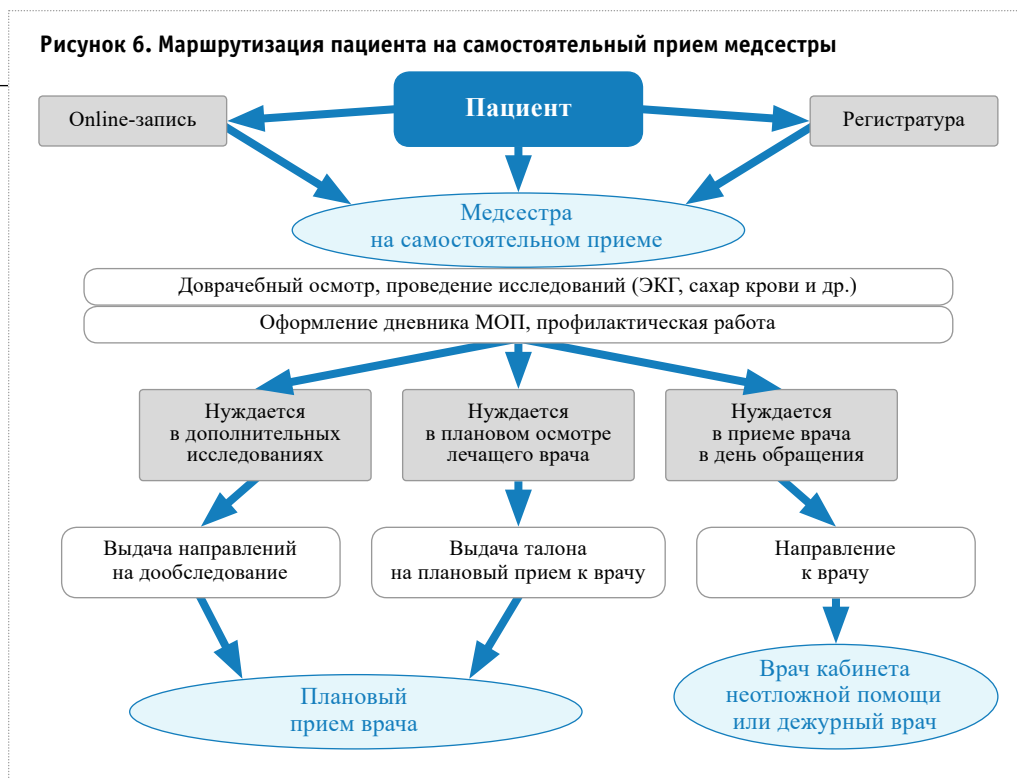 Рисунок 6. Маршрутизация пациента на самостоятельный прием медсестры
Online-запись
Пациент
Регистратура
Медсестра
на самостоятельном приеме
Доврачебный осмотр, проведение исследований (ЭКГ, сахар крови и др.)
Оформление дневника МОП, профилактическая работа
Нуждается
в дополнительных
исследованиях
Нуждается
в плановом осмотре
лечащего врача
Нуждается
в приеме врача
в день обращения
Выдача направлений
на дообследование
Выдача талона
на плановый прием к врачу
Направление
к врачу
Плановый
прием врача
Врач кабинета
неотложной помощи
или дежурный врач